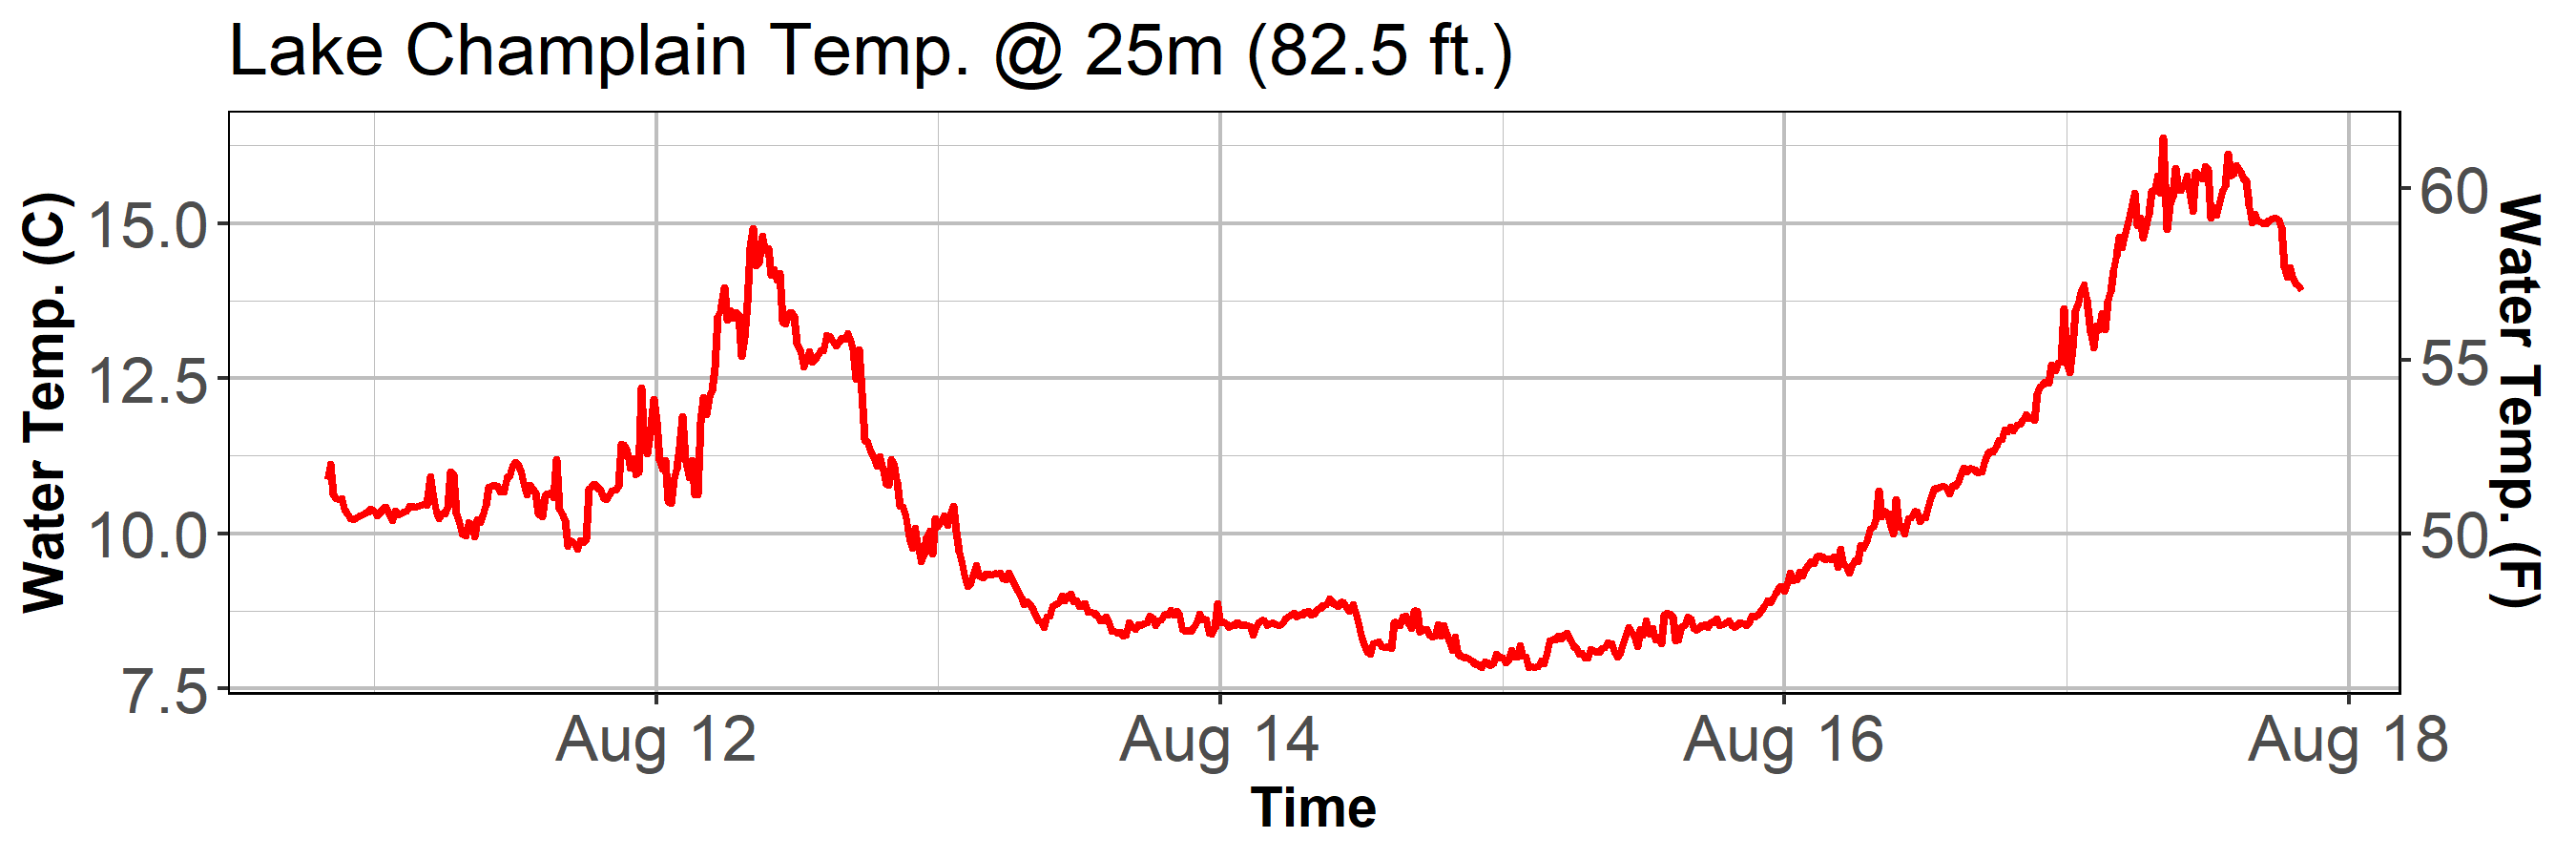 Lake Champlain Temp. @ 25m (82.5 ft.)
Water Temp. (C)
15.0
12.5
10.0
7.5
60
55
50
Water Temp. (F)
Aug 12
Aug 14
Aug 16
Aug 18
Time